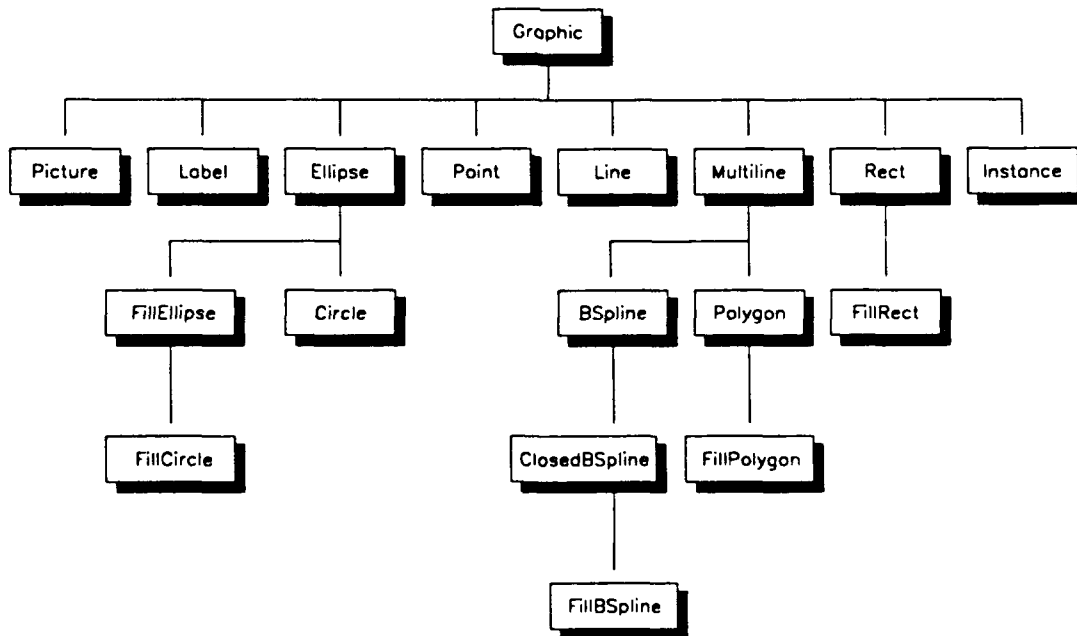 Graphic
Picture
Label
Ellipse
Point
Line
Multiline
Rect
Instance
FillEllipse
Circle
BSpline
Polygon
FillRect
FillCircle
ClosedBSpline
FillPolygon
FillBSpline